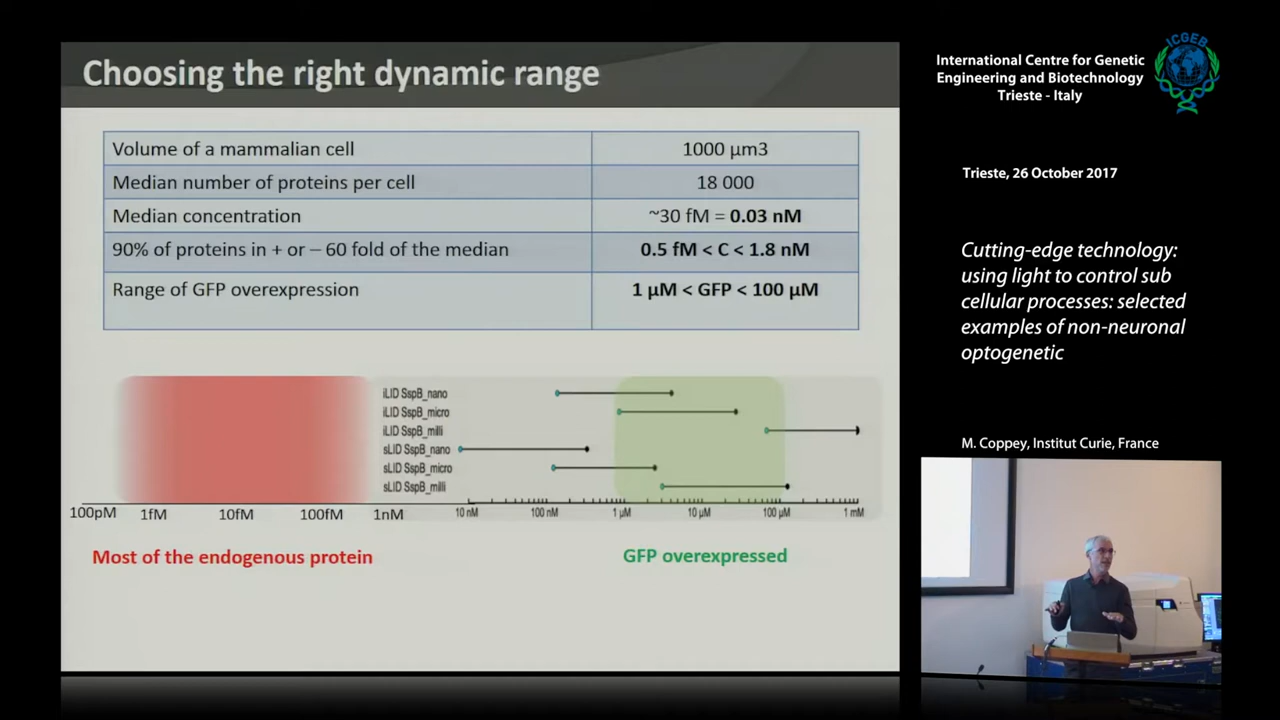 Choosing the right dynamic range
Volume of a mammalian cell 1000 µm3
Median number of proteins per cell 18 000
Median concentration ~30 fM = 0.03 nM
90% of proteins in + or – 60 fold of the median 0.5 fM < C < 1.8 nM
Range of GFP overexpression 1 µM < GFP < 100 µM
iLID SspB_nano
iLID SspB_micro
iLID SspB_milli
sLID SspB_nano
sLID SspB_micro
sLID SspB_milli
100pM 1fM 10fM 100fM 1nM 10 nM 100 nM 1 µM 10 µM 100 µM 1 mM
Most of the endogenous protein GFP overexpressed
International Centre for Genetic
Engineering and Biotechnology
Trieste - Italy
ICGEB
Trieste, 26 October 2017
Cutting-edge technology:
using light to control sub
cellular processes: selected
examples of non-neuronal
optogenetic
M. Coppey, Institut Curie, France